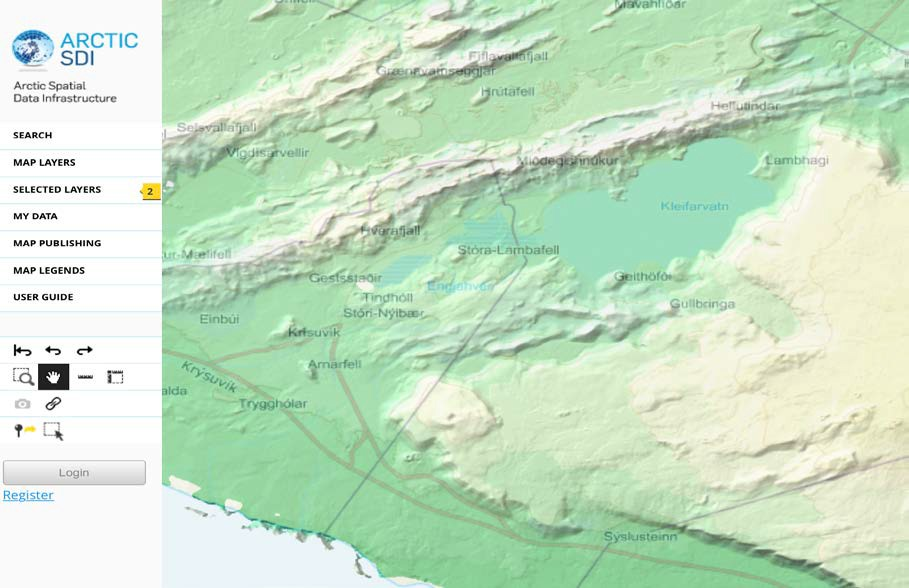 ARCTIC
SDI
Arctic Spatial
Data Infrastructure
SEARCH
MAP LAYERS
SELECTED LAYERS
2
MY DATA
MAP PUBLISHING
MAP LEGENDS
USER GUIDE
Login
Register
Mávahlíðar
Fíflavallafjall
Grænavatnseggjar
Hrútafell
Hellutindar
Selsvallafjall
Vigdísarvellir
Miðdegishnúkur
Lambhagi
Kleifarvatn
Hverafjall
Stóra-Lambafell
ur-Mælifell
Gestsstaðir
Geithöfði
Engjahver
Tindhóll
Gullbringa
Stóri-Nýibær
Einbúi
Krísuvík
Arnarfell
Krýsuvík
alda
Trygghólar
Sýslusteinn